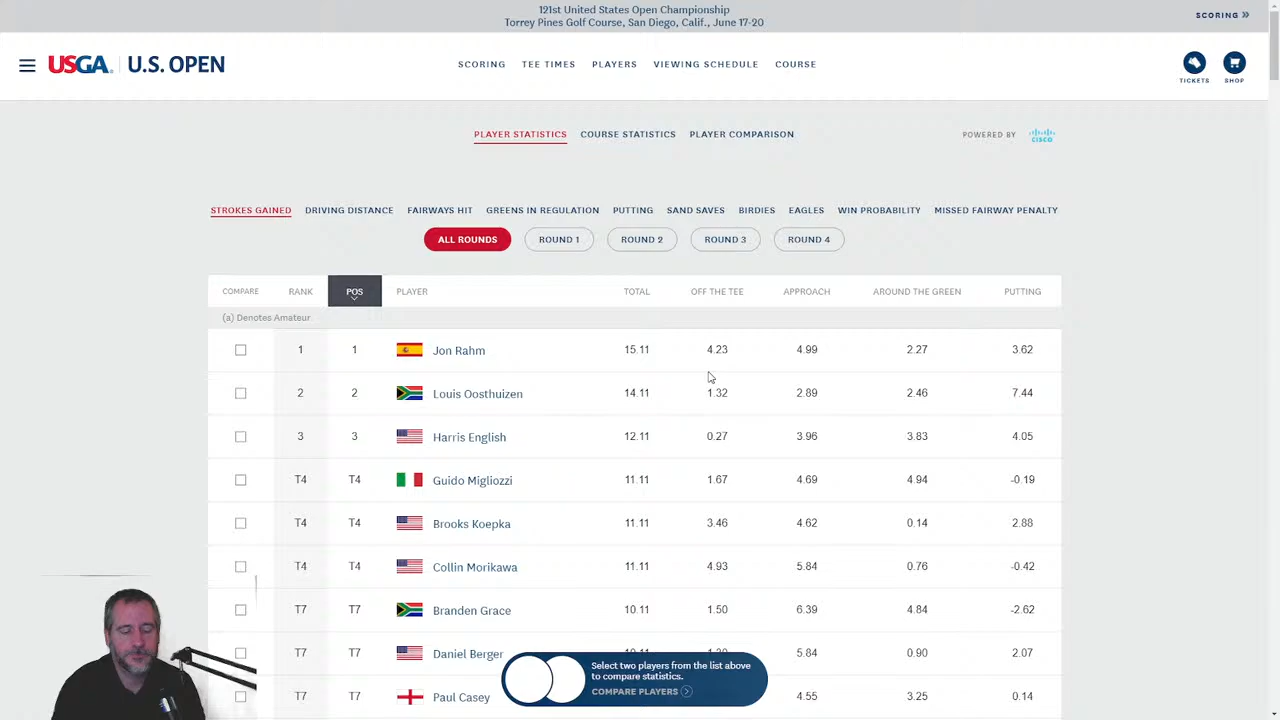 121st United States Open Championship
Torrey Pines Golf Course, San Diego, Calif., June 17-20
SCORING »
USGA. U.S. OPEN
SCORING TEE TIMES PLAYERS VIEWING SCHEDULE COURSE
TICKETS SHOP
PLAYER STATISTICS COURSE STATISTICS PLAYER COMPARISON
POWERED BY CISCO
STROKES GAINED DRIVING DISTANCE FAIRWAYS HIT GREENS IN REGULATION PUTTING SAND SAVES BIRDIES EAGLES WIN PROBABILITY MISSED FAIRWAY PENALTY
ALL ROUNDS ROUND 1 ROUND 2 ROUND 3 ROUND 4
COMPARE RANK POS PLAYER TOTAL OFF THE TEE APPROACH AROUND THE GREEN PUTTING
(a) Denotes Amateur
1 1 Jon Rahm 15.11 4.23 4.99 2.27 3.62
2 2 Louis Oosthuizen 14.11 1.32 2.89 2.46 7.44
3 3 Harris English 12.11 0.27 3.96 3.83 4.05
T4 T4 Guido Migliozzi 11.11 1.67 4.69 4.94 -0.19
T4 T4 Brooks Koepka 11.11 3.46 4.62 0.14 2.88
T4 T4 Collin Morikawa 11.11 4.93 5.84 0.76 -0.42
T7 T7 Branden Grace 10.11 1.50 6.39 4.84 -2.62
T7 T7 Daniel Berger 5.84 0.90 2.07
T7 T7 Paul Casey 4.55 3.25 0.14
Select two players from the list above
to compare statistics.
COMPARE PLAYERS